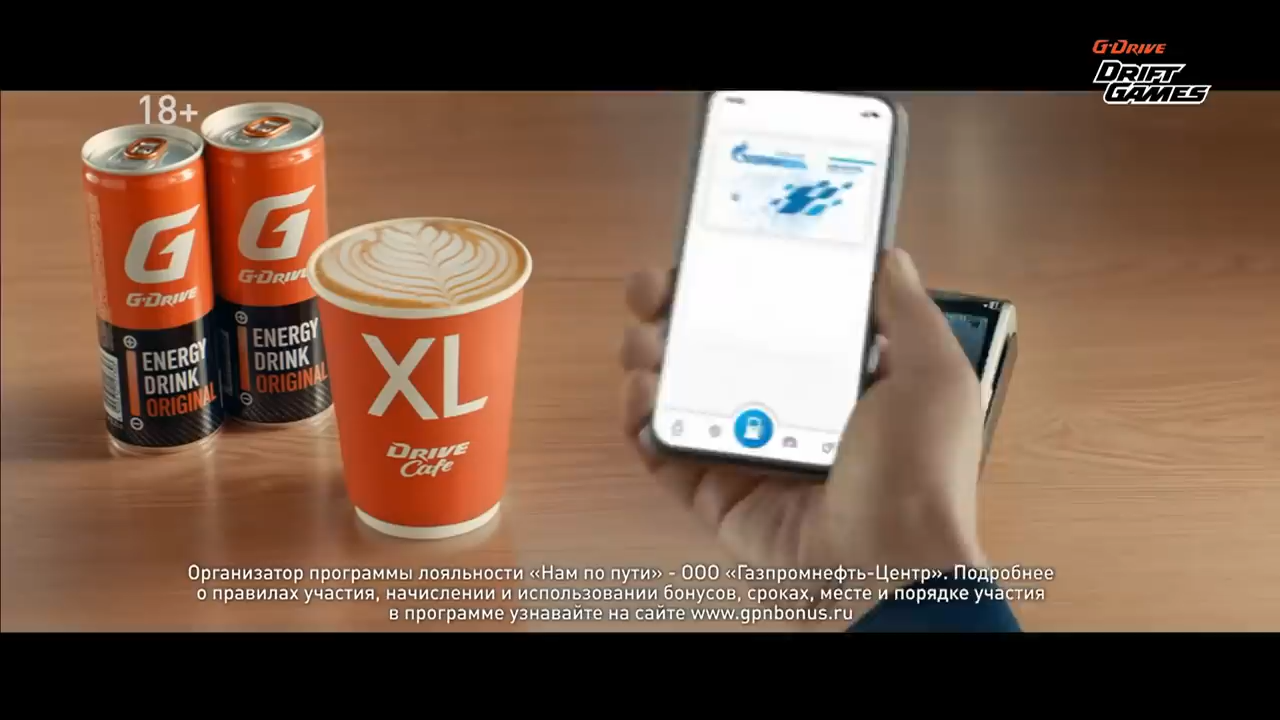 G-DRIVE
DRIFT
GAMES
18+
G
G-DRIVE
ENERGY
DRINK
ORIGINAL
G
G-DRIVE
ENERGY
DRINK
ORIGINAL
XL
DRIVE
Cafe
Организатор программы лояльности «Нам по пути» - ООО «Газпромнефть-Центр». Подробнее
о правилах участия, начислении и использовании бонусов, сроках, месте и порядке участия
в программе узнавайте на сайте www.gpnbonus.ru